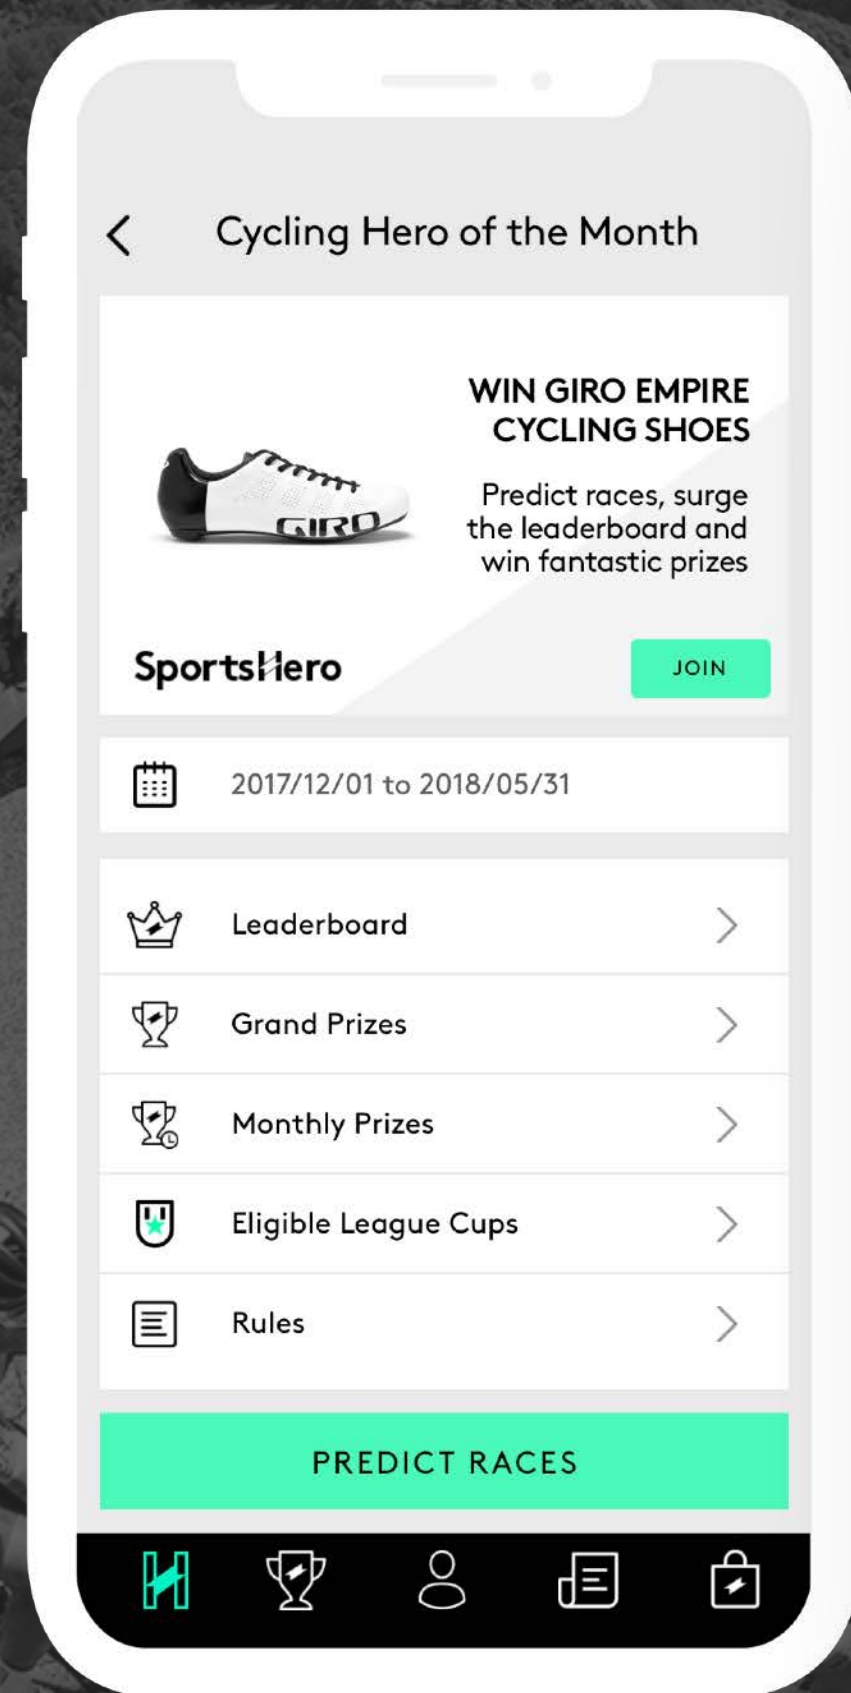 Cycling Hero of the Month
WIN GIRO EMPIRE
CYCLING SHOES
Predict races, surge
the leaderboard and
win fantastic prizes
GIRO
SportsHero
JOIN
2017/12/01 to 2018/05/31
Leaderboard
Grand Prizes
Monthly Prizes
Eligible League Cups
Rules
PREDICT RACES